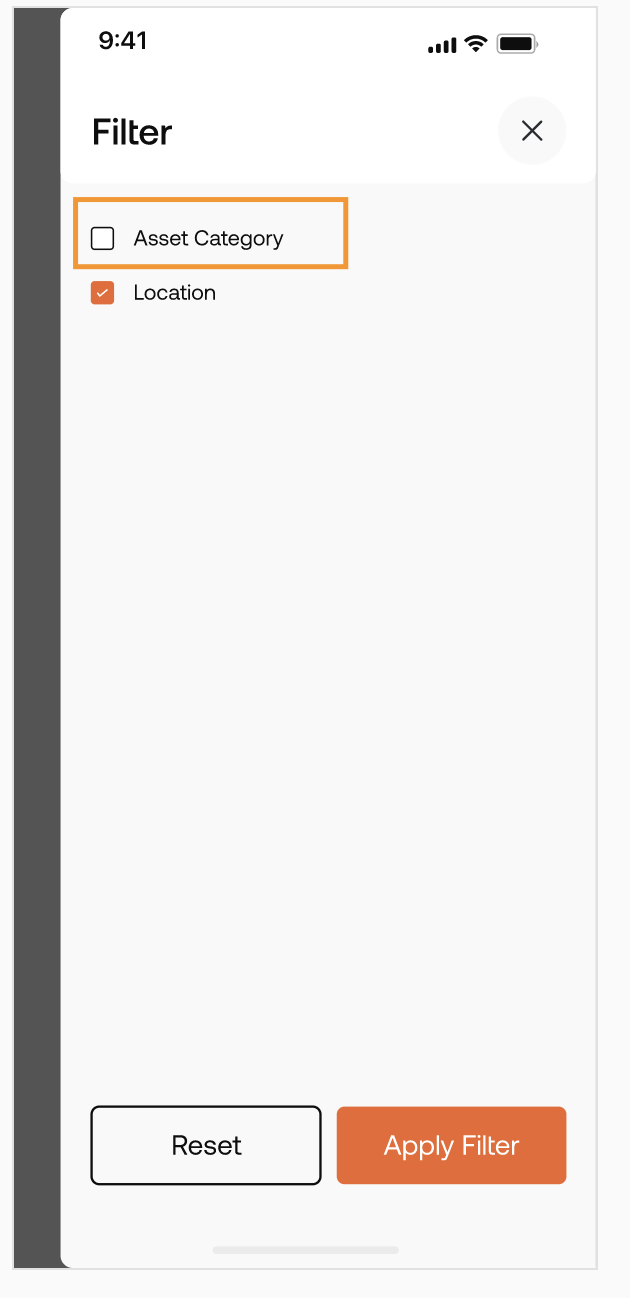 9:41
Filter
Asset Category
Location
Reset
Apply Filter